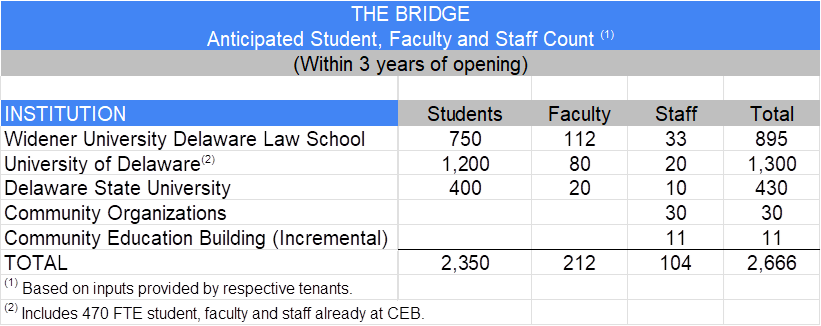 THE BRIDGE
Anticipated Student, Faculty and Staff Count (1)
(Within 3 years of opening)
INSTITUTION Students Faculty Staff Total
Widener University Delaware Law School 750 112 33 895
University of Delaware(2) 1,200 80 20 1,300
Delaware State University 400 20 10 430
Community Organizations 30 30
Community Education Building (Incremental) 11 11
TOTAL 2,350 212 104 2,666
(1) Based on inputs provided by respective tenants.
(2) Includes 470 FTE student, faculty and staff already at CEB.